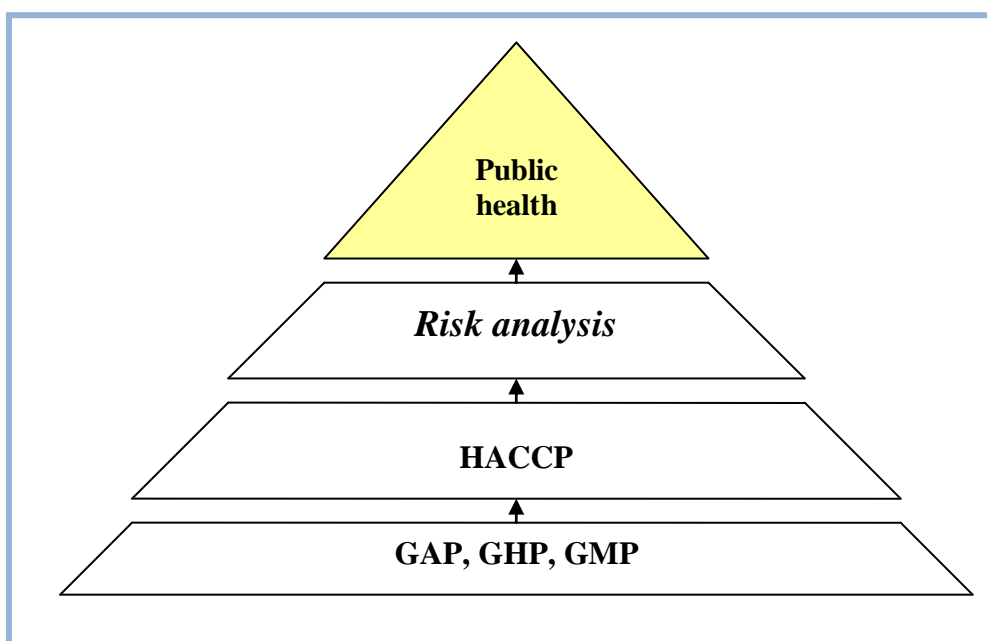 Public
health
Risk analysis
HACCP
GAP, GHP, GMP